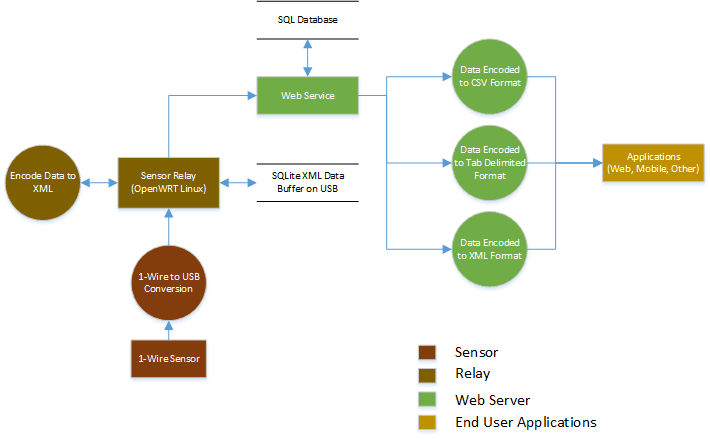 SQL Database
Web Service
Data Encoded
to CSV Format
Data Encoded
to Tab Delimited
Format
Data Encoded
to XML Format
Applications
(Web, Mobile, Other)
Encode Data to
XML
Sensor Relay
(OpenWRT Linux)
SQLite XML Data
Buffer on USB
1-Wire to USB
Conversion
1-Wire Sensor
Sensor
Relay
Web Server
End User Applications